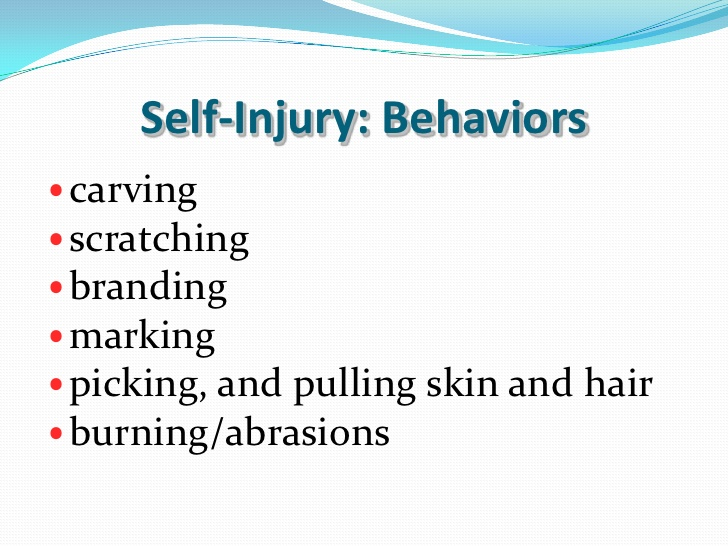 Self-Injury: Behaviors
• carving
• scratching
• branding
• marking
• picking, and pulling skin and hair
• burning/abrasions